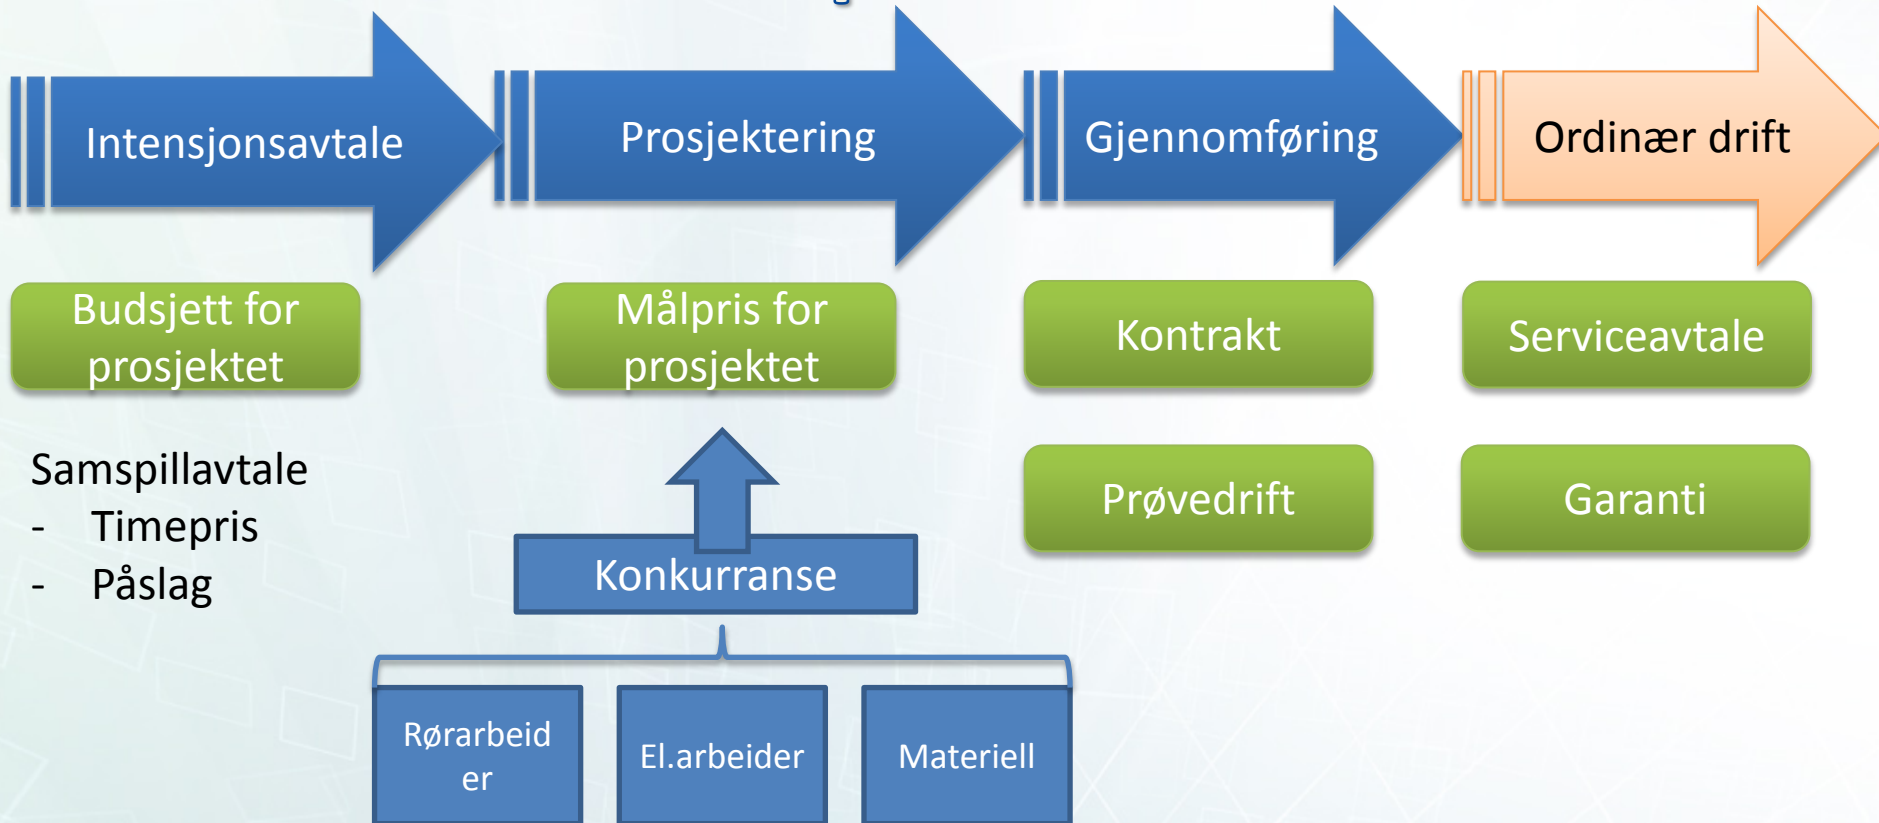 Intensjonsavtale
Prosjektering
Gjennomføring
Ordinær drift
Budsjett for
prosjektet
Målpris for
prosjektet
Kontrakt
Serviceavtale
Samspillavtale
- Timepris
- Påslag
Prøvedrift
Garanti
Konkurranse
Rørarbeid
er
El.arbeider
Materiell